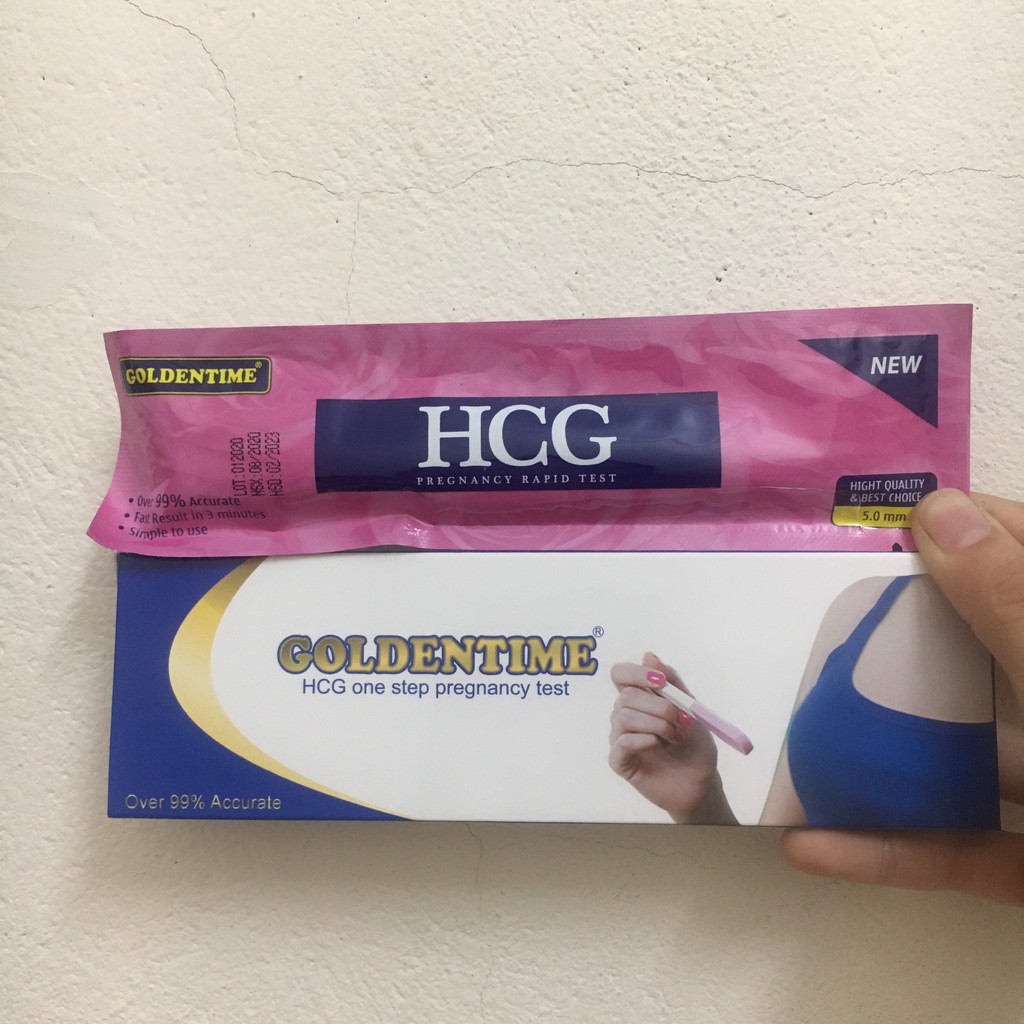 GOLDENTIME®
HCG
PREGNANCY RAPID TEST
NEW
LOT: 012020
NSX: 08/2020
HSD: 02/2023
• Over 99% Accurate
• Fast Result in 3 minutes
• Simple to use
HIGHT QUALITY
& BEST CHOICE
5.0 mm
GOLDENTIME®
HCG one step pregnancy test
Over 99% Accurate